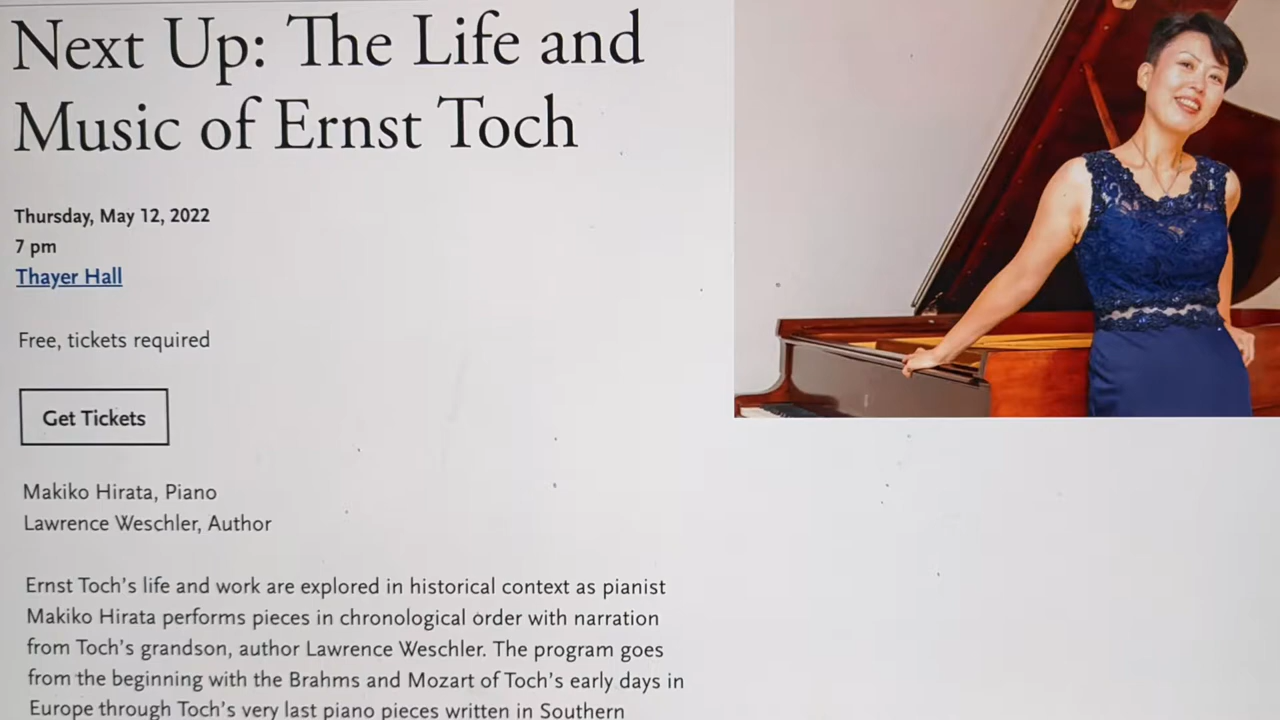 Next Up: The Life and
Music of Ernst Toch
Thursday, May 12, 2022
7 pm
Thayer Hall
Free, tickets required
Get Tickets
Makiko Hirata, Piano
Lawrence Weschler, Author
Ernst Toch's life and work are explored in historical context as pianist
Makiko Hirata performs pieces in chronological order with narration
from Toch's grandson, author Lawrence Weschler. The program goes
from the beginning with the Brahms and Mozart of Toch's early days in
Europe through Toch's very last piano pieces written in Southern